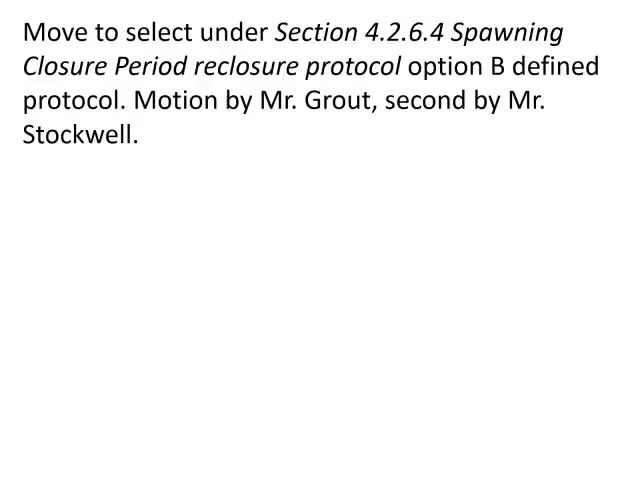 Move to select under Section 4.2.6.4 Spawning
Closure Period reclosure protocol option B defined
protocol. Motion by Mr. Grout, second by Mr.
Stockwell.